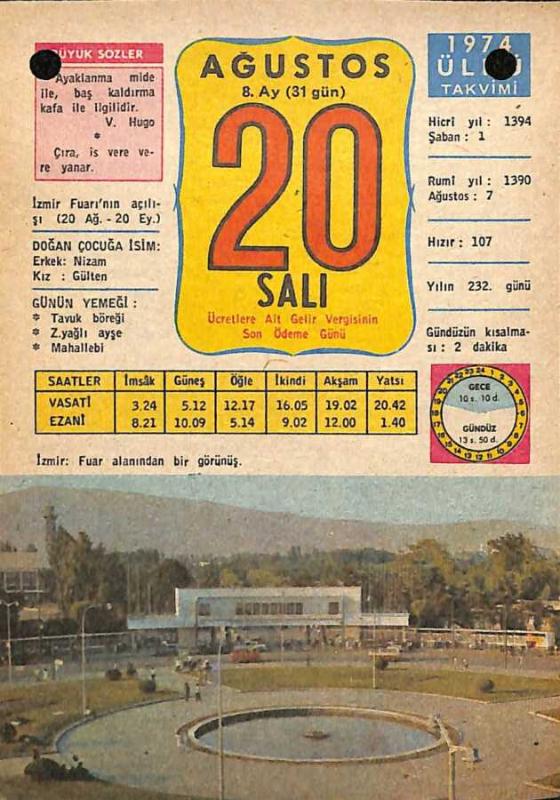 BÜYÜK SÖZLER
Ayaklanma mide
ile, baş kaldırma
kafa ile ilgilidir.
V. Hugo
*
Çıra, is vere ve-
re yanar.
İzmir Fuarı'nın açılı-
şı (20 Ağ. - 20 Ey.)
DOĞAN ÇOCUĞA İSİM:
Erkek: Nizam
Kız : Gülten
GÜNÜN YEMEĞİ :
* Tavuk böreği
* Z.yağlı ayşe
* Mahallebi
AĞUSTOS
8. Ay (31 gün)
20
SALI
Ücretlere Ait Gelir Vergisinin
Son Ödeme Günü
1974
ÜLKÜ
TAKVİMİ
Hicrî yıl : 1394
Şaban : 1
Rumî yıl : 1390
Ağustos : 7
Hızır : 107
Yılın 232. günü
Gündüzün kısalma-
sı : 2 dakika
SAATLER İmsâk Güneş Öğle İkindi Akşam Yatsı
VASATİ 3.24 5.12 12.17 16.05 19.02 20.42
EZANİ 8.21 10.09 5.14 9.02 12.00 1.40
GECE
10 s. 10 d.
GÜNDÜZ
13 s. 50 d.
İzmir: Fuar alanından bir görünüş.